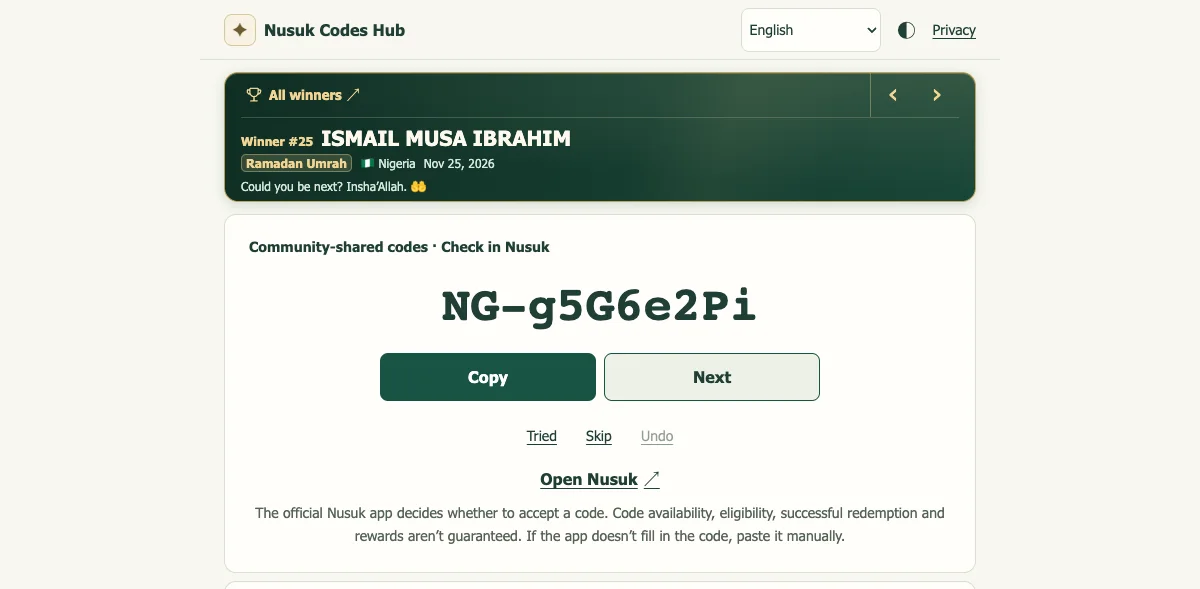 Nusuk Codes Hub
English
Privacy
All winners
Winner #25 ISMAIL MUSA IBRAHIM
Ramadan Umrah Nigeria Nov 25, 2026
Could you be next? Insha’Allah.
Community-shared codes · Check in Nusuk
NG-g5G6e2Pi
Copy
Next
Tried
Skip
Undo
Open Nusuk
The official Nusuk app decides whether to accept a code. Code availability, eligibility, successful redemption and
rewards aren’t guaranteed. If the app doesn’t fill in the code, paste it manually.